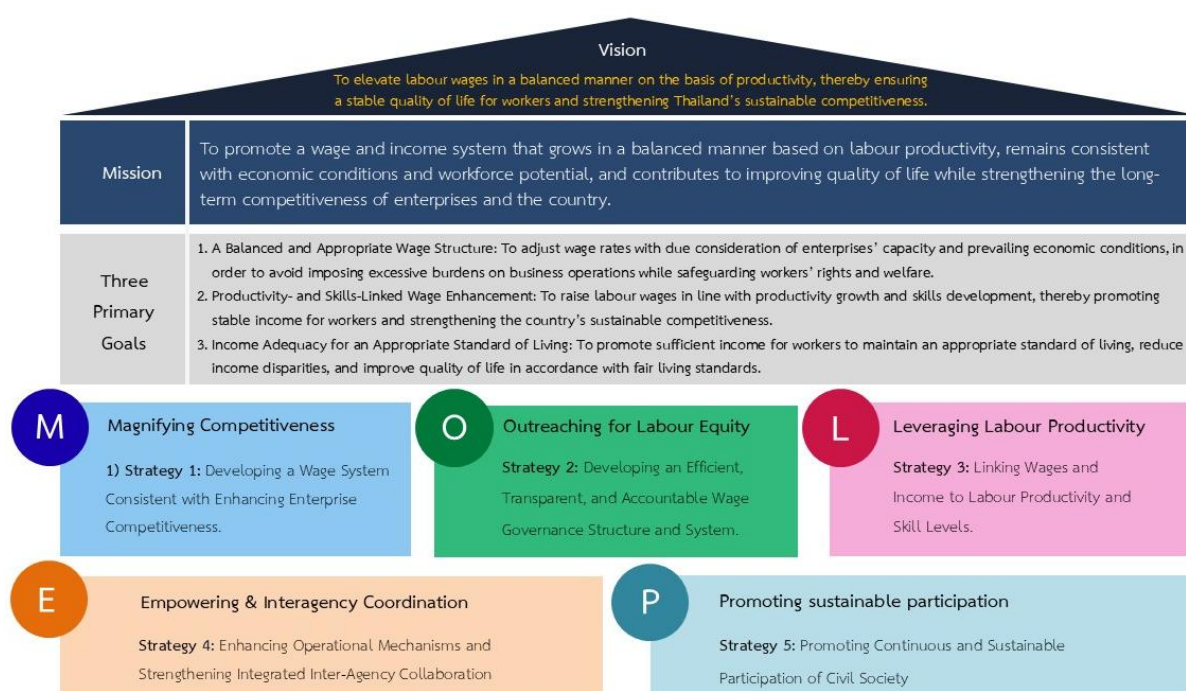 Vision
To elevate labour wages in a balanced manner on the basis of productivity, thereby ensuring
a stable quality of life for workers and strengthening Thailand's sustainable competitiveness.
Mission
To promote a wage and income system that grows in a balanced manner based on labour productivity, remains consistent
with economic conditions and workforce potential, and contributes to improving quality of life while strengthening the long-
term competitiveness of enterprises and the country.
Three
Primary
Goals
1. A Balanced and Appropriate Wage Structure: To adjust wage rates with due consideration of enterprises' capacity and prevailing economic conditions, in
order to avoid imposing excessive burdens on business operations while safeguarding workers' rights and welfare.
2. Productivity- and Skills-Linked Wage Enhancement: To raise labour wages in line with productivity growth and skills development, thereby promoting
stable income for workers and strengthening the country's sustainable competitiveness.
3. Income Adequacy for an Appropriate Standard of Living: To promote sufficient income for workers to maintain an appropriate standard of living, reduce
income disparities, and improve quality of life in accordance with fair living standards.
M
Magnifying Competitiveness
1) Strategy 1: Developing a Wage System
Consistent with Enhancing Enterprise
Competitiveness.
O
Outreaching for Labour Equity
Strategy 2: Developing an Efficient,
Transparent, and Accountable Wage
Governance Structure and System.
L
Leveraging Labour Productivity
Strategy 3: Linking Wages and
Income to Labour Productivity and
Skill Levels.
E
Empowering & Interagency Coordination
Strategy 4: Enhancing Operational Mechanisms and
Strengthening Integrated Inter-Agency Collaboration
P
Promoting sustainable participation
Strategy 5: Promoting Continuous and Sustainable
Participation of Civil Society